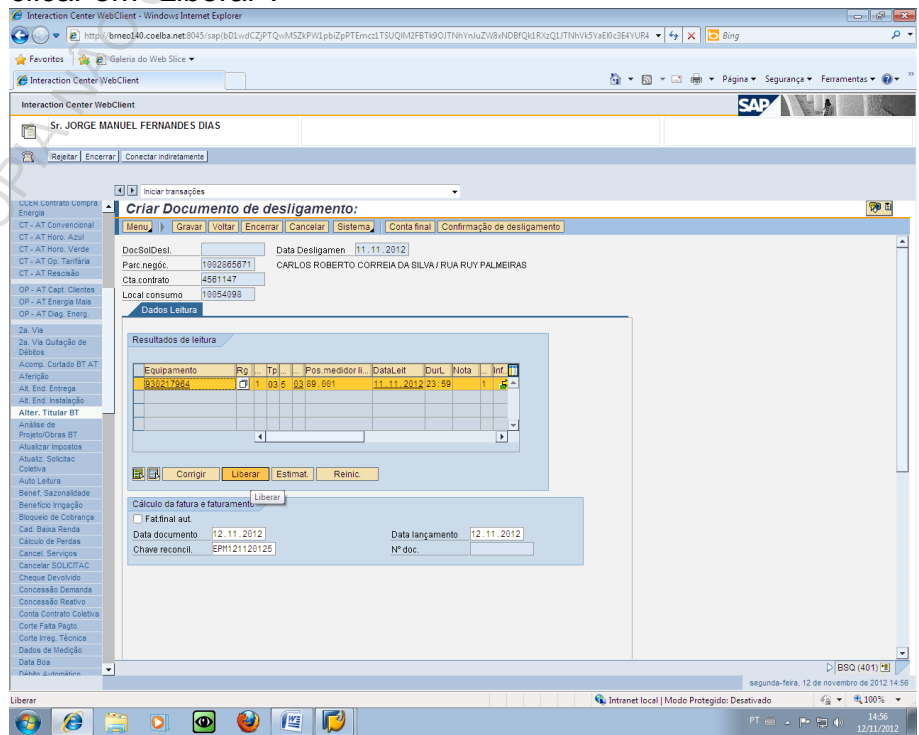 clicar em "Liberar".
Interaction Center WebClient - Windows Internet Explorer
Bing
Favoritos
Galeria do Web Slice
Interaction Center WebClient
Página
Segurança
Ferramentas
Interaction Center WebClient
SAP
Sr. JORGE MANUEL FERNANDES DIAS
Rejeitar
Encerrar
Conectar indiretamente
Iniciar transações
Criar Documento de desligamento:
Menu
Gravar
Voltar
Encerrar
Cancelar
Sistema
Conta final
Confirmação de desligamento
CCER Contrato Compra
Energia
CT - AT Convencional
CT - AT Horo. Azul
CT - AT Horo. Verde
CT - AT Op. Tarifária
CT - AT Rescisão
OP - AT Capt. Clientes
OP - AT Energia Mais
OP - AT Diag. Energ.
2a. Via
2a. Via Quitação de
Débitos
Acomp. Cortado BT AT
Aferição
Alt. End. Entrega
Alt. End. Instalação
Alter. Titular BT
Análise de
Projeto/Obras BT
Atualizar Impostos
Atualiz. Solicitac
Coletiva
Auto Leitura
Benef. Sazonalidade
Benefício Irrigação
Bloqueio de Cobrança
Cad. Baixa Renda
Cálculo de Perdas
Cancel. Serviços
Cancelar SOLICITAC
Cheque Devolvido
Concessão Demanda
Concessão Reativo
Conta Contrato Coletiva
Corte Falta Pagto.
Corte Irreg. Técnica
Dados de Medição
Data Boa
Débito Automático
DocSolDesl.
Data Desligamen 11.11.2012
Parc.negóc. 1002865671 CARLOS ROBERTO CORREIA DA SILVA / RUA RUY PALMEIRAS
Cta.contrato 4561147
Local consumo 10054098
Dados Leitura
Resultados de leitura
Equipamento Rg ... Tp ... ... Pos.medidor li... DataLeit DurL Nota ... Inf.
930217964 1 03 5 03 89.001 11.11.2012 23:59 1
Corrigir
Liberar
Estimat.
Reinic.
Liberar
Cálculo da fatura e faturamento
Fat.final aut.
Data documento 12.11.2012 Data lançamento 12.11.2012
Chave reconcil. EPM121120125 Nº doc.
BSQ (401)
segunda-feira, 12 de novembro de 2012 14:56
Liberar
Intranet local | Modo Protegido: Desativado
100%
PT
14:56
12/11/2012